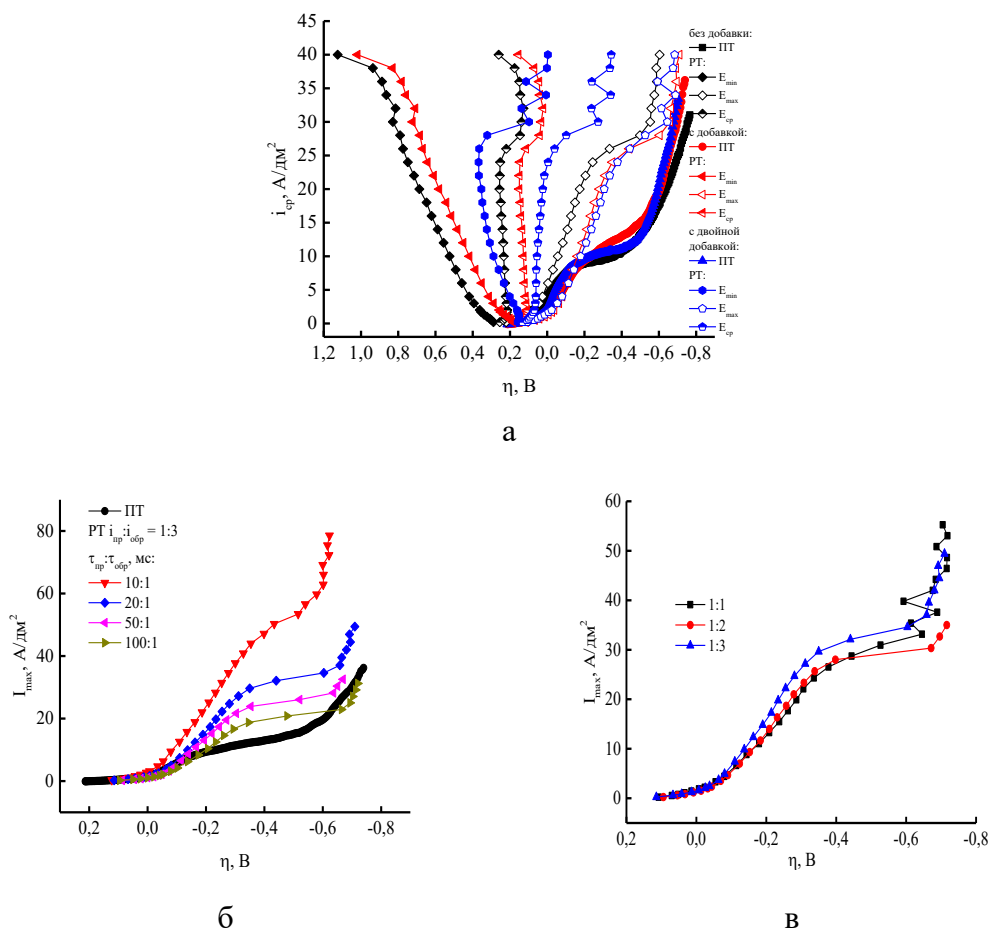 45
40
35
30
25
20
15
10
5
0
i_ср, А/дм²
1,2 1,0 0,8 0,6 0,4 0,2 0,0 -0,2 -0,4 -0,6 -0,8
η, В
без добавки:
ПТ
РТ:
E_min
E_max
E_ср
с добавкой:
ПТ
РТ:
E_min
E_max
E_ср
с двойной
добавкой:
ПТ
РТ:
E_min
E_max
E_ср
а
80
60
40
20
0
I_max, А/дм²
ПТ
РТ i_пр:i_обр = 1:3
τ_пр:τ_обр, мс:
10:1
20:1
50:1
100:1
0,2 0,0 -0,2 -0,4 -0,6 -0,8
η, В
б
60
50
40
30
20
10
0
I_max, А/дм²
1:1
1:2
1:3
0,2 0,0 -0,2 -0,4 -0,6 -0,8
η, В
в